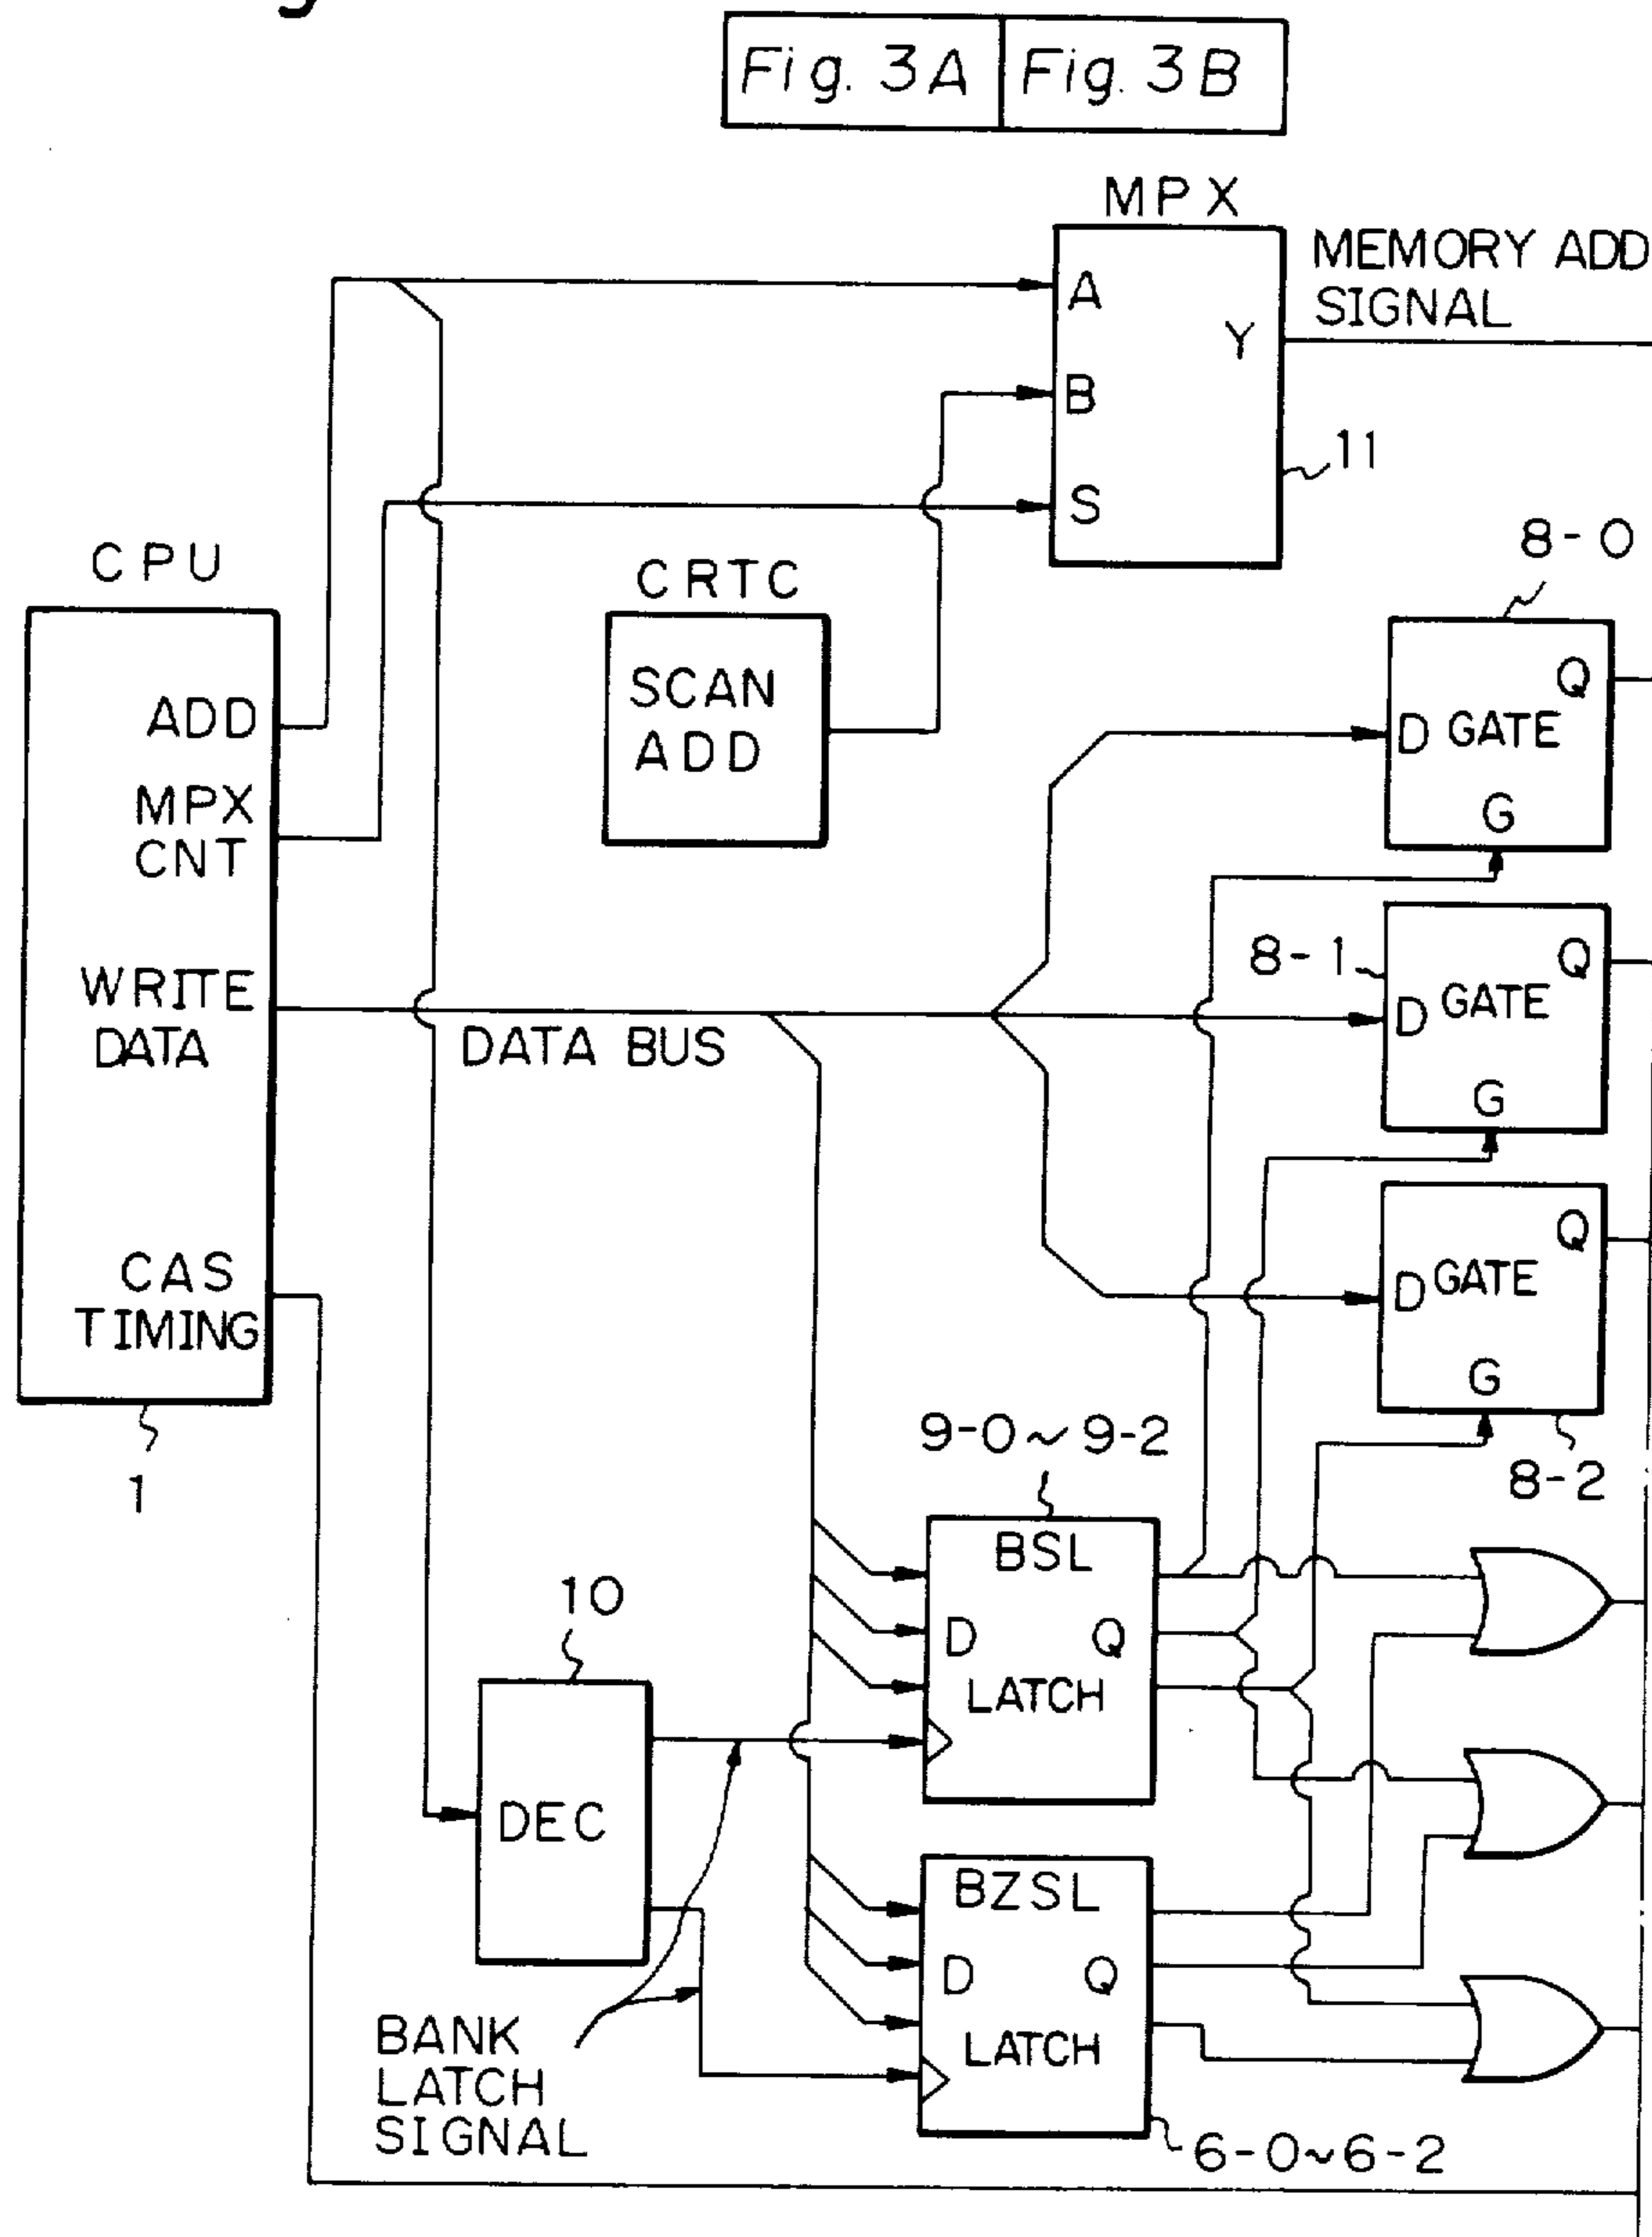 Fig. 3A
Fig. 3B
MPX
MEMORY ADD
SIGNAL
A
Y
B
S
11
CPU
CRTC
8-0
SCAN
ADD
Q
D GATE
G
ADD
MPX
CNT
8-1
Q
D GATE
G
WRITE
DATA
DATA BUS
Q
D GATE
G
CAS
TIMING
8-2
1
9-0~9-2
BSL
D Q
LATCH
10
DEC
BZSL
D Q
LATCH
BANK
LATCH
SIGNAL
6-0~6-2